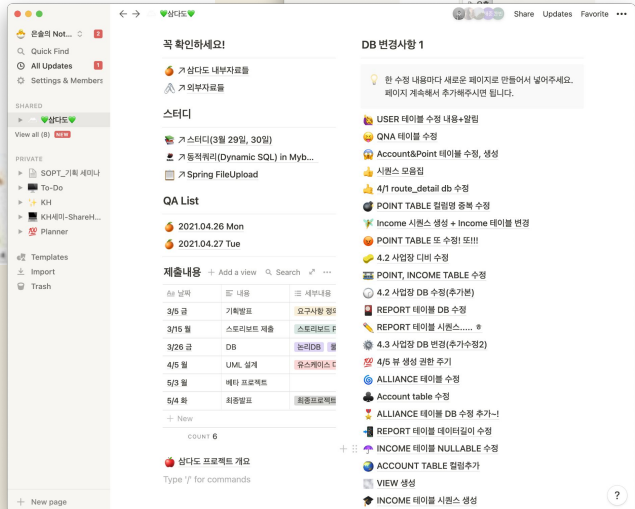 은솔의 Not...
2
Quick Find
All Updates
1
Settings & Members
SHARED
💚삼다도💚
View all (8) NEW
PRIVATE
SOPT_기획 세미나
To-Do
KH
KH세미-ShareH...
Planner
Templates
Import
Trash
New page
💚삼다도💚
Share Updates Favorite
꼭 확인하세요!
삼다도 내부자료들
외부자료들
스터디
스터디(3월 29일, 30일)
동적쿼리(Dynamic SQL) in Myb...
Spring FileUpload
QA List
2021.04.26 Mon
2021.04.27 Tue
제출내용 + Add a view Search
Aa 날짜 내용 세부내용
3/5 금 기획발표 요구사항 정의
3/15 월 스토리보트 제출 스토리보드
3/26 금 DB 논리DB
4/5 월 UML 설계 유스케이스
5/3 월 베타 프로젝트
5/4 화 최종발표 최종프로젝트
+ New
COUNT 6
삼다도 프로젝트 개요
Type '/' for commands
DB 변경사항 1
한 수정 내용마다 새로운 페이지로 만들어서 넣어주세요.
페이지 계속해서 추가해주시면 됩니다.
USER 테이블 수정 내용+알림
QNA 테이블 수정
Account&Point 테이블 수정, 생성
시퀀스 모음집
4/1 route_detail db 수정
POINT TABLE 컬럼명 중복 수정
Income 시퀀스 생성 + Income 테이블 변경
POINT TABLE 또 수정! 또!!!
4.2 사업장 디비 수정
POINT, INCOME TABLE 수정
4.2 사업장 DB 수정(추가본)
REPORT 테이블 DB 수정
REPORT 테이블 시퀀스..... ㅎ
4.3 사업장 DB 변경(추가수정2)
4/5 뷰 생성 권한 주기
ALLIANCE 테이블 수정
Account table 수정
ALLIANCE 테이블 DB 수정 추가~!
REPORT 테이블 데이터길이 수정
INCOME 테이블 NULLABLE 수정
ACCOUNT TABLE 컬럼추가
VIEW 생성
INCOME 테이블 시퀀스 생성
?